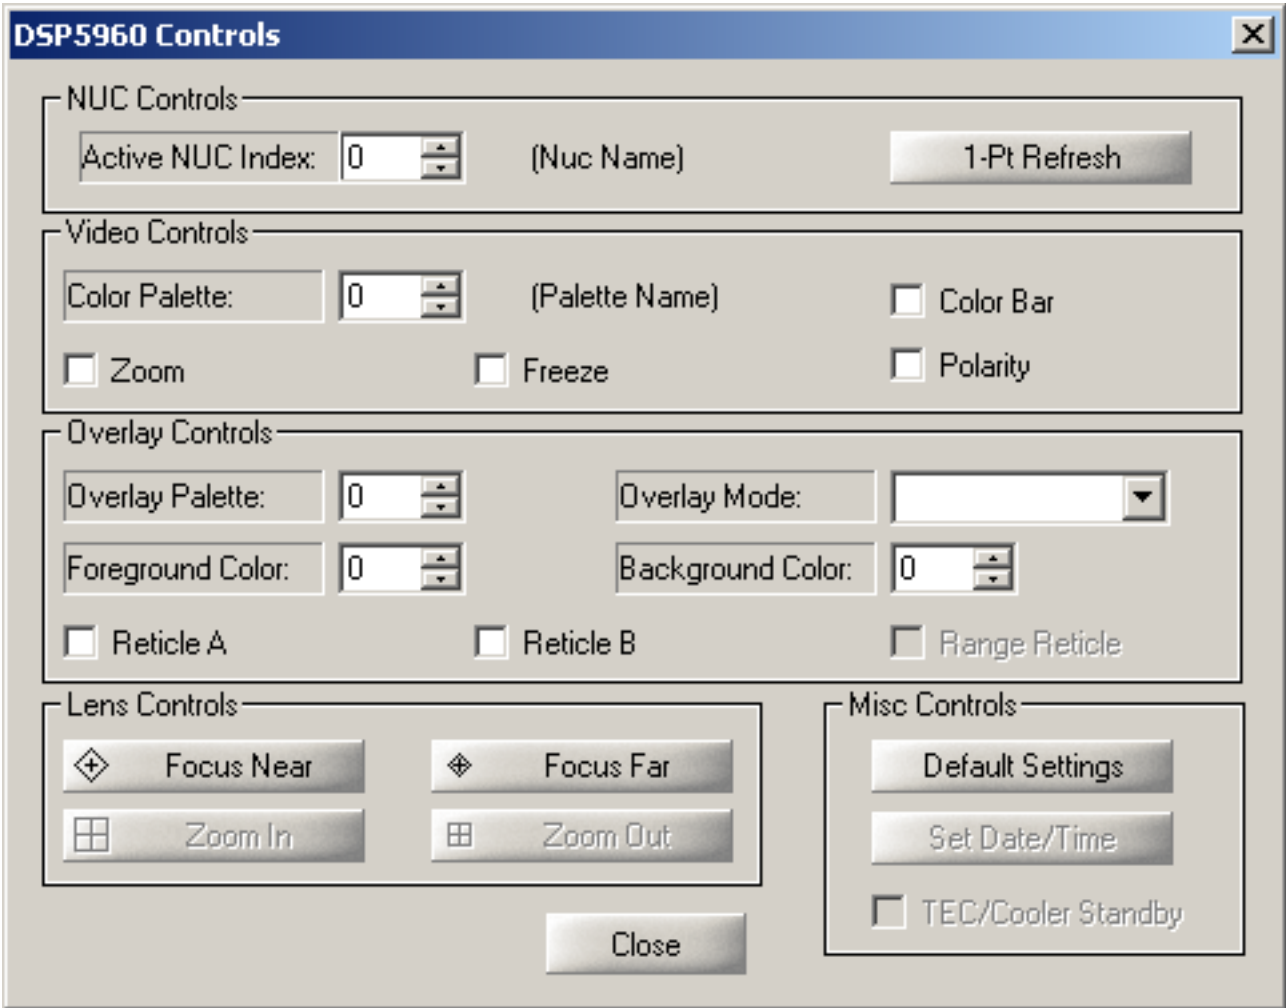 DSP5960 Controls
NUC Controls
Active NUC Index: 0 (Nuc Name) 1-Pt Refresh
Video Controls
Color Palette: 0 (Palette Name) Color Bar
Zoom Freeze Polarity
Overlay Controls
Overlay Palette: 0 Overlay Mode:
Foreground Color: 0 Background Color: 0
Reticle A Reticle B Range Reticle
Lens Controls Misc Controls
Focus Near Focus Far Default Settings
Zoom In Zoom Out Set Date/Time
TEC/Cooler Standby
Close